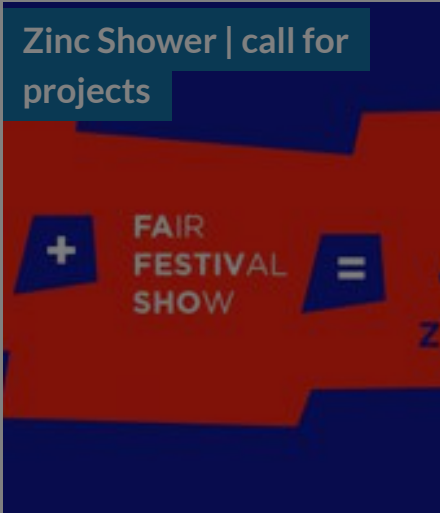 Zinc Shower | call for
projects
+
FAIR
FESTIVAL
SHOW
=
Z